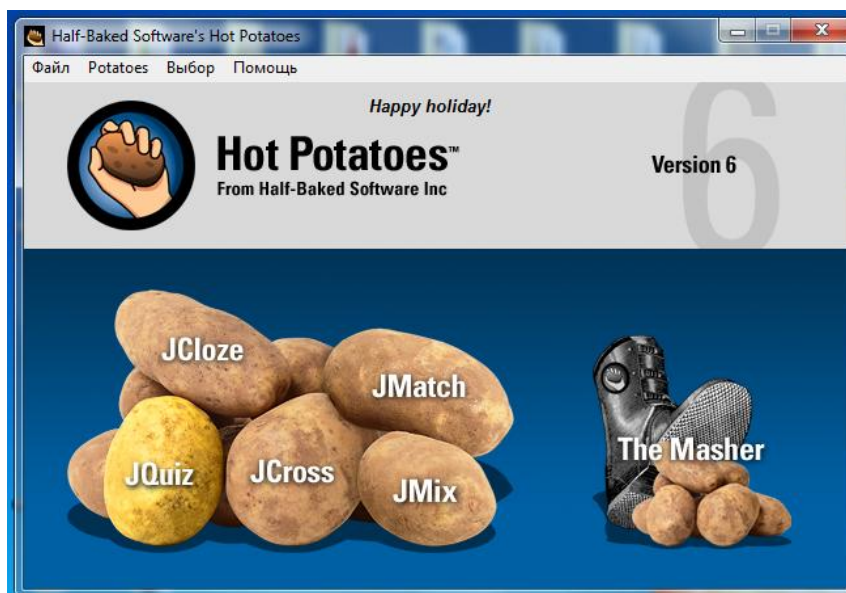 Half-Baked Software's Hot Potatoes
Файл Potatoes Выбор Помощь
Happy holiday!
Hot Potatoes™
From Half-Baked Software Inc
Version 6
6
JCloze
JMatch
JQuiz
JCross
JMix
The Masher